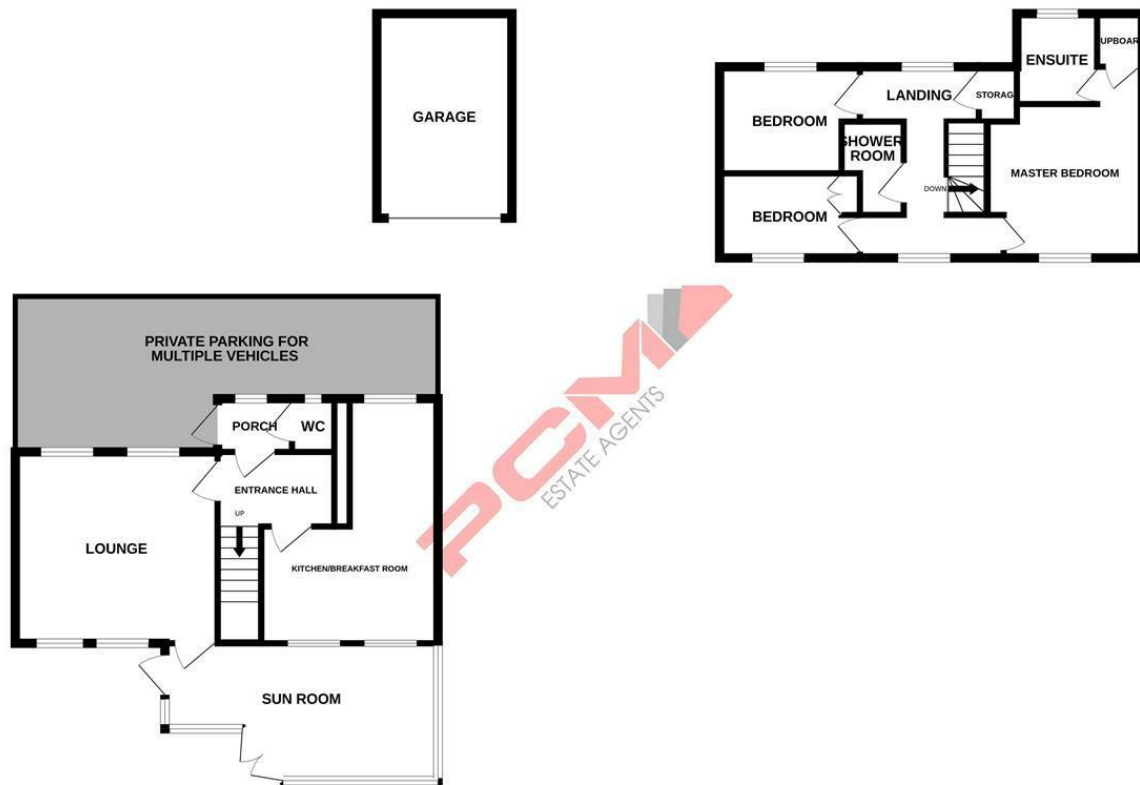 GARAGE
ENSUITE
UPBOAR
LANDING
STORAG
BEDROOM
SHOWER
ROOM
MASTER BEDROOM
DOWN
BEDROOM
PRIVATE PARKING FOR
MULTIPLE VEHICLES
PORCH
WC
ENTRANCE HALL
UP
LOUNGE
KITCHEN/BREAKFAST ROOM
SUN ROOM
PCM
ESTATE AGENTS